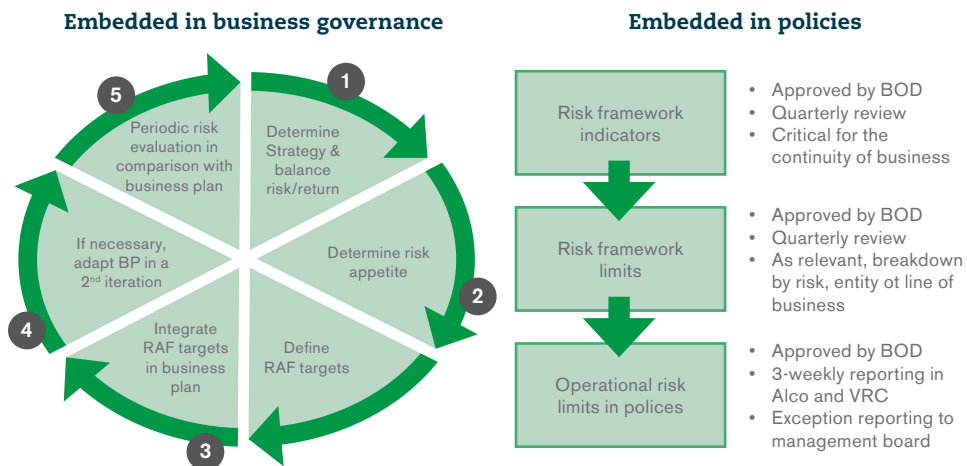 Embedded in business governance
1
Determine
Strategy &
balance
risk/return
2
Determine risk
appetite
Define
RAF targets
3
Integrate
RAF targets
in business
plan
4
If necessary,
adapt BP in a
2nd iteration
5
Periodic risk
evaluation in
comparison with
business plan
Embedded in policies
Risk framework
indicators
• Approved by BOD
• Quarterly review
• Critical for the
continuity of business
Risk framework
limits
• Approved by BOD
• Quarterly review
• As relevant, breakdown
by risk, entity ot line of
business
Operational risk
limits in polices
• Approved by BOD
• 3-weekly reporting in
Alco and VRC
• Exception reporting to
management board